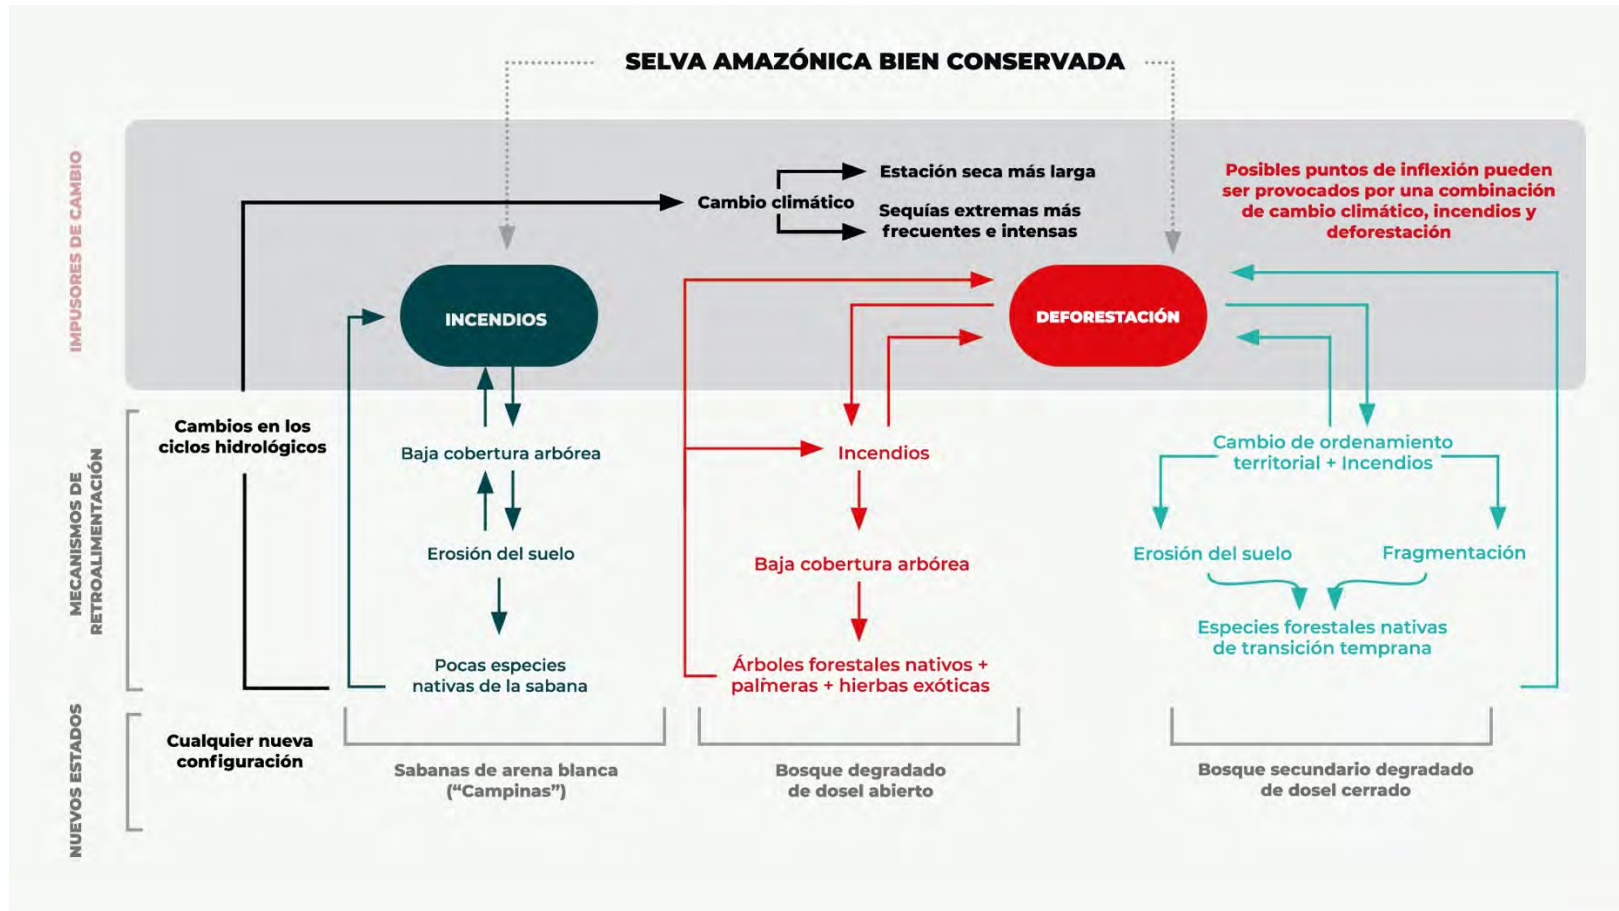 SELVA AMAZÓNICA BIEN CONSERVADA
IMPUSORES DE CAMBIO
Cambio climático
Estación seca más larga
Sequías extremas más
frecuentes e intensas
Posibles puntos de inflexión pueden
ser provocados por una combinación
de cambio climático, incendios y
deforestación
INCENDIOS
DEFORESTACIÓN
MECANISMOS DE
RETROALIMENTACIÓN
Cambios en los
ciclos hidrológicos
Baja cobertura arbórea
Erosión del suelo
Pocas especies
nativas de la sabana
Incendios
Baja cobertura arbórea
Árboles forestales nativos +
palmeras + hierbas exóticas
Cambio de ordenamiento
territorial + Incendios
Erosión del suelo
Fragmentación
Especies forestales nativas
de transición temprana
NUEVOS ESTADOS
Cualquier nueva
configuración
Sabanas de arena blanca
(“Campinas”)
Bosque degradado
de dosel abierto
Bosque secundario degradado
de dosel cerrado